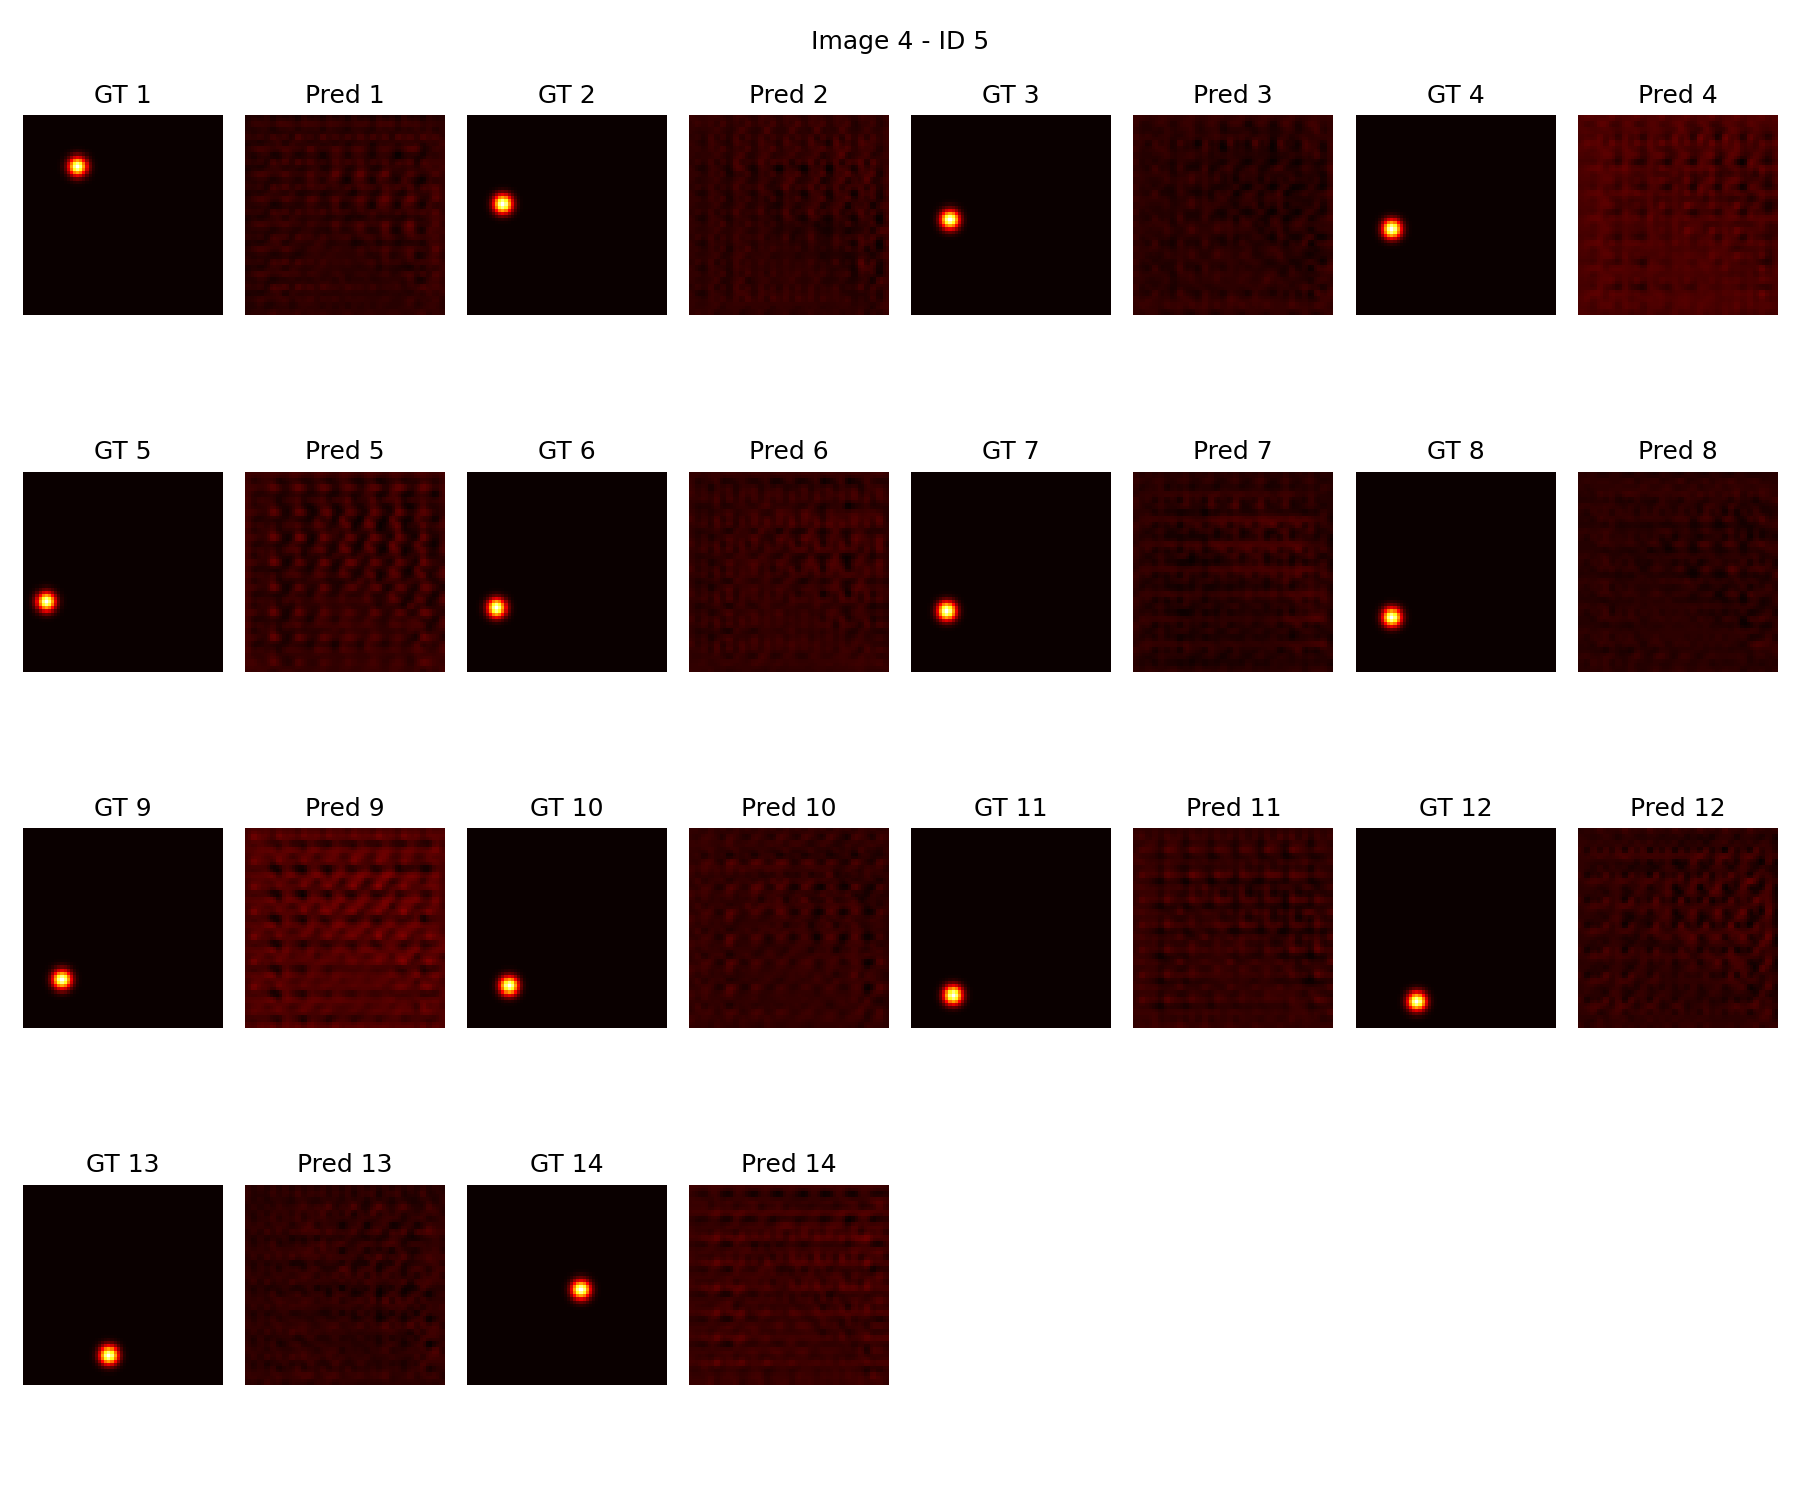 Image 4 - ID 5
GT 1 Pred 1 GT 2 Pred 2 GT 3 Pred 3 GT 4 Pred 4
GT 5 Pred 5 GT 6 Pred 6 GT 7 Pred 7 GT 8 Pred 8
GT 9 Pred 9 GT 10 Pred 10 GT 11 Pred 11 GT 12 Pred 12
GT 13 Pred 13 GT 14 Pred 14